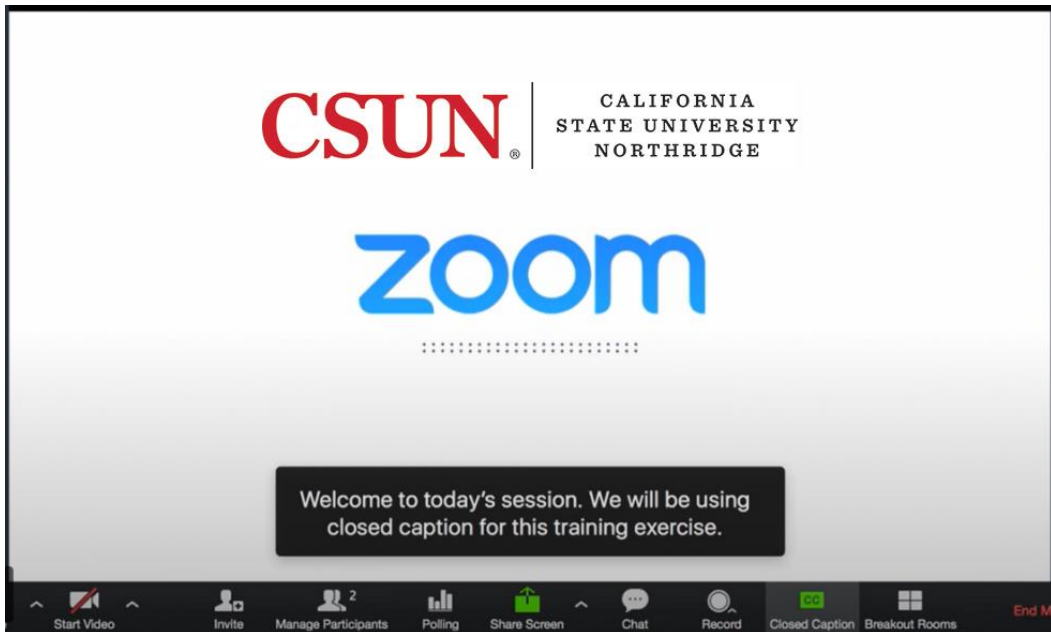 CSUN®
CALIFORNIA
STATE UNIVERSITY
NORTHRIDGE
zoom
Welcome to today's session. We will be using
closed caption for this training exercise.
2
CC
Start Video Invite Manage Participants Polling Share Screen Chat Record Closed Caption Breakout Rooms End M